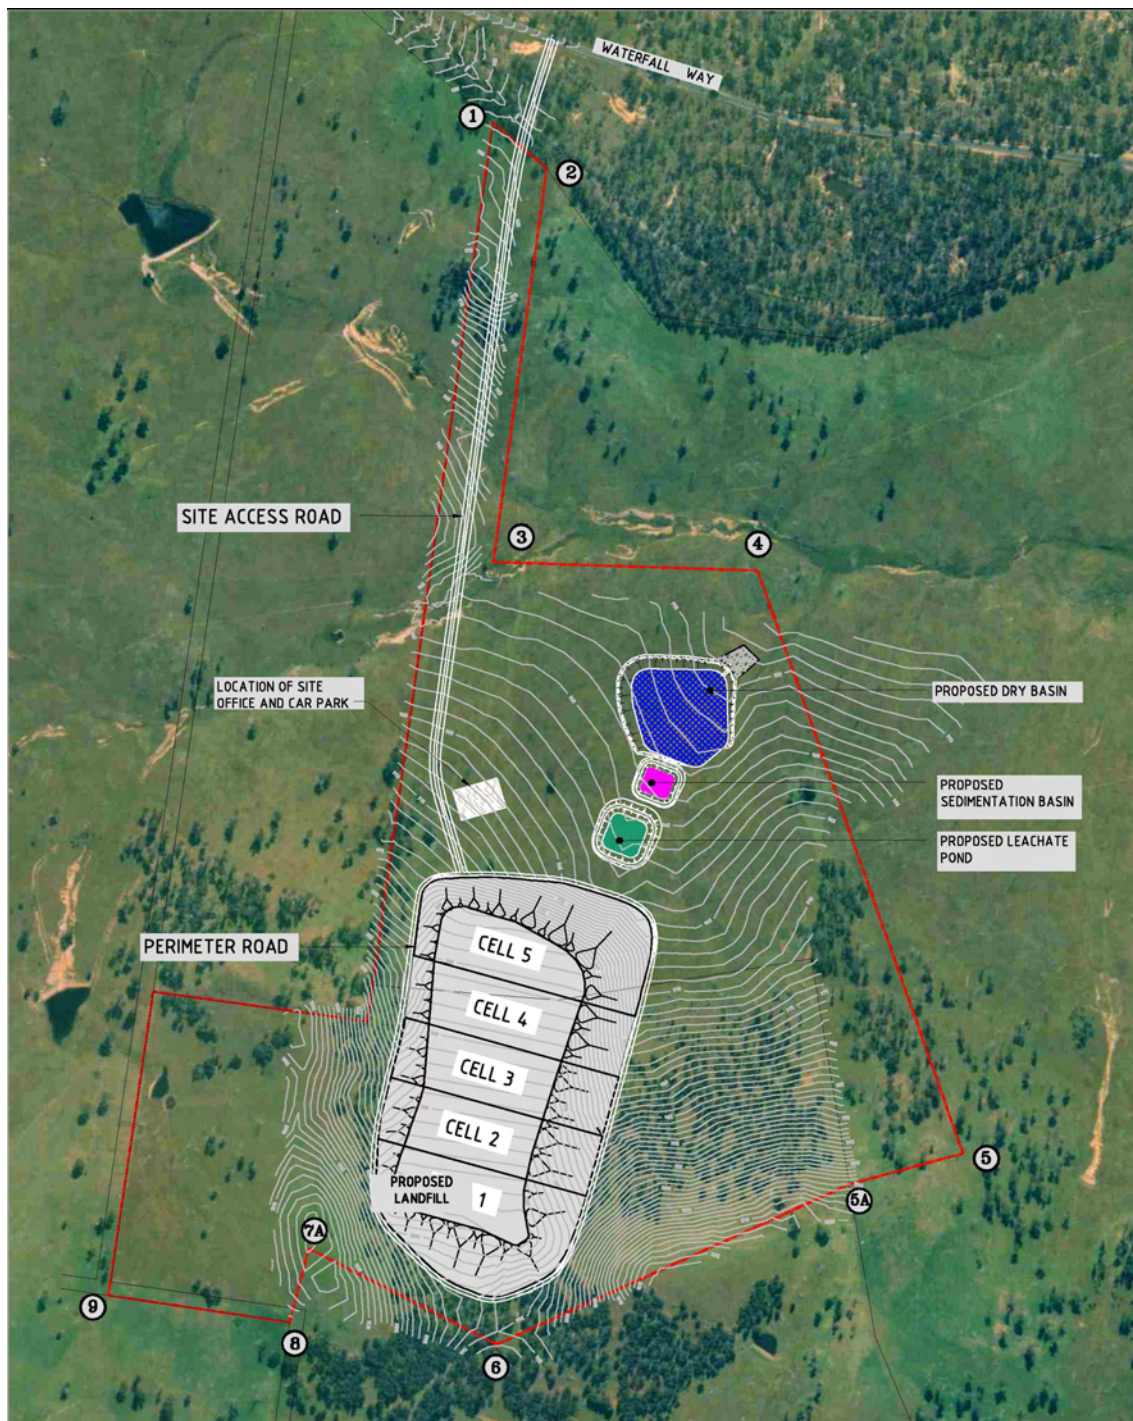 WATERFALL WAY
1
2
SITE ACCESS ROAD
3
4
LOCATION OF SITE
OFFICE AND CAR PARK
PROPOSED DRY BASIN
PROPOSED
SEDIMENTATION BASIN
PROPOSED LEACHATE
POND
PERIMETER ROAD
CELL 5
CELL 4
CELL 3
CELL 2
PROPOSED
LANDFILL
1
5
5A
7A
9
8
6